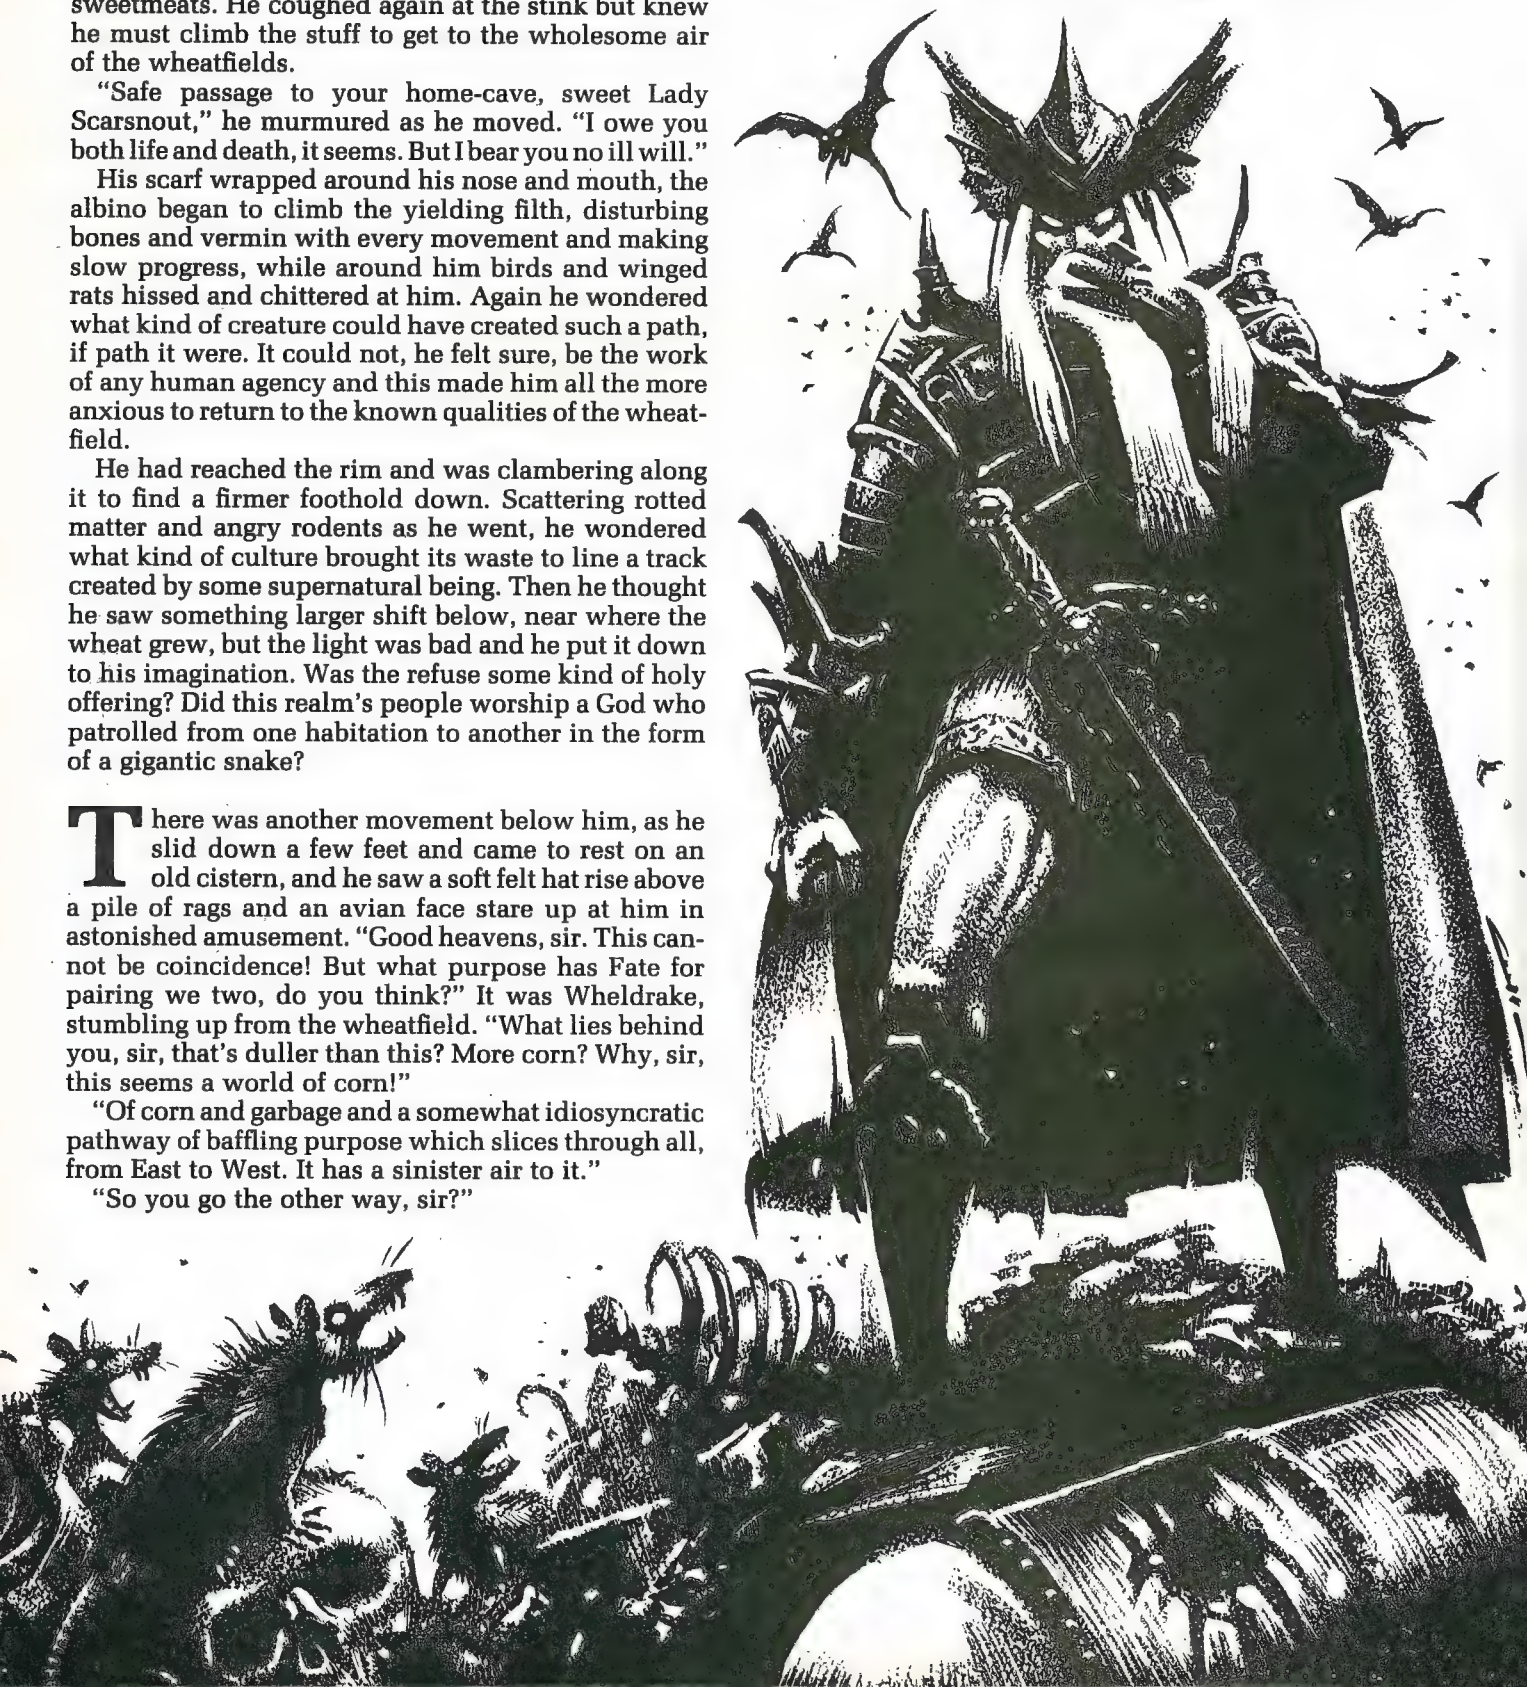 sweetmeats. He coughed again at the stink but knew
he must climb the stuff to get to the wholesome air
of the wheatfields.
“Safe passage to your home-cave, sweet Lady
Scarsnout,” he murmured as he moved. “I owe you
both life and death, it seems. But I bear you no ill will.”
His scarf wrapped around his nose and mouth, the
albino began to climb the yielding filth, disturbing
bones and vermin with every movement and making
slow progress, while around him birds and winged
rats hissed and chittered at him. Again he wondered
what kind of creature could have created such a path,
if path it were. It could not, he felt sure, be the work
of any human agency and this made him all the more
anxious to return to the known qualities of the wheat-
field.
He had reached the rim and was clambering along
it to find a firmer foothold down. Scattering rotted
matter and angry rodents as he went, he wondered
what kind of culture brought its waste to line a track
created by some supernatural being. Then he thought
he saw something larger shift below, near where the
wheat grew, but the light was bad and he put it down
to his imagination. Was the refuse some kind of holy
offering? Did this realm’s people worship a God who
patrolled from one habitation to another in the form
of a gigantic snake?
There was another movement below him, as he
slid down a few feet and came to rest on an
old cistern, and he saw a soft felt hat rise above
a pile of rags and an avian face stare up at him in
astonished amusement. “Good heavens, sir. This can-
not be coincidence! But what purpose has Fate for
pairing we two, do you think?” It was Wheldrake,
stumbling up from the wheatfield. “What lies behind
you, sir, that’s duller than this? More corn? Why, sir,
this seems a world of corn!”
“Of corn and garbage and a somewhat idiosyncratic
pathway of baffling purpose which slices through all,
from East to West. It has a sinister air to it.”
“So you go the other way, sir?”